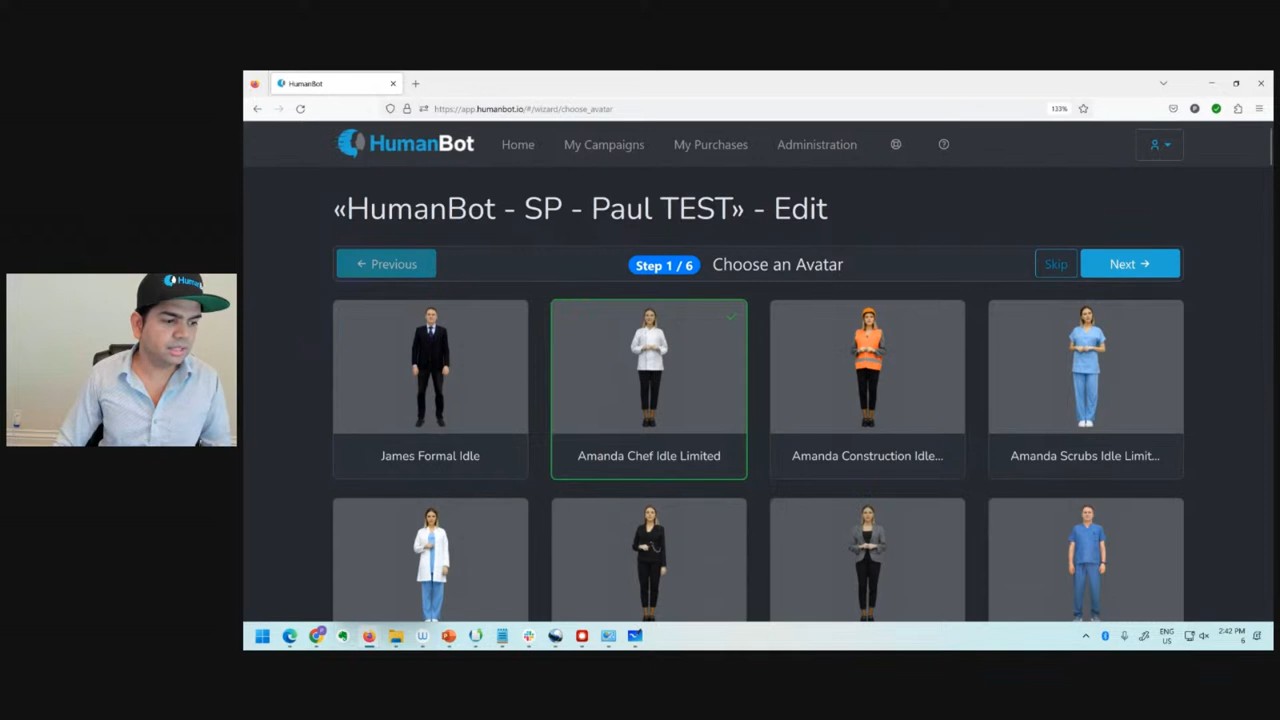 HumanBot
https://app.humanbot.io/#/wizard/choose_avatar
133%
HumanBot
Home
My Campaigns
My Purchases
Administration
«HumanBot - SP - Paul TEST» - Edit
← Previous
Step 1 / 6
Choose an Avatar
Skip
Next →
James Formal Idle
Amanda Chef Idle Limited
Amanda Construction Idle...
Amanda Scrubs Idle Limit...
ENG
US
2:42 PM
6